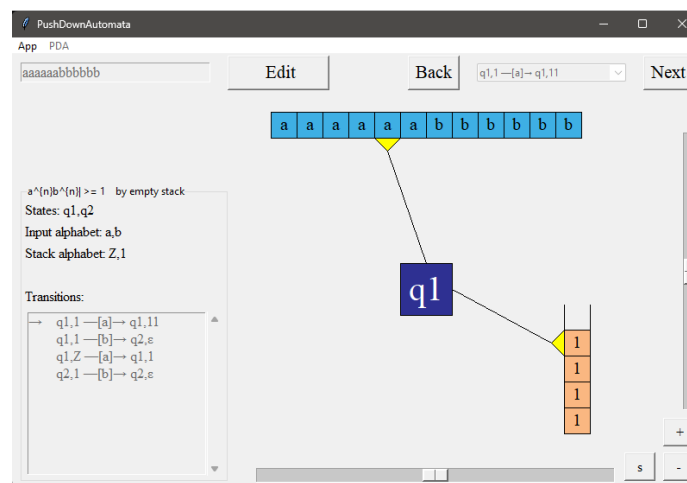 PushDownAutomata
App PDA
aaaaaabbbbbb Edit Back q1,1 —[a]→ q1,11 Next
a a a a a a b b b b b b
a^{n}b^{n}| >= 1 by empty stack
States: q1,q2
Input alphabet: a,b
Stack alphabet: Z,1
q1
Transitions:
→ q1,1 —[a]→ q1,11
q1,1 —[b]→ q2,ε
q1,Z —[a]→ q1,1
q2,1 —[b]→ q2,ε
1
1
1
1
+
s -